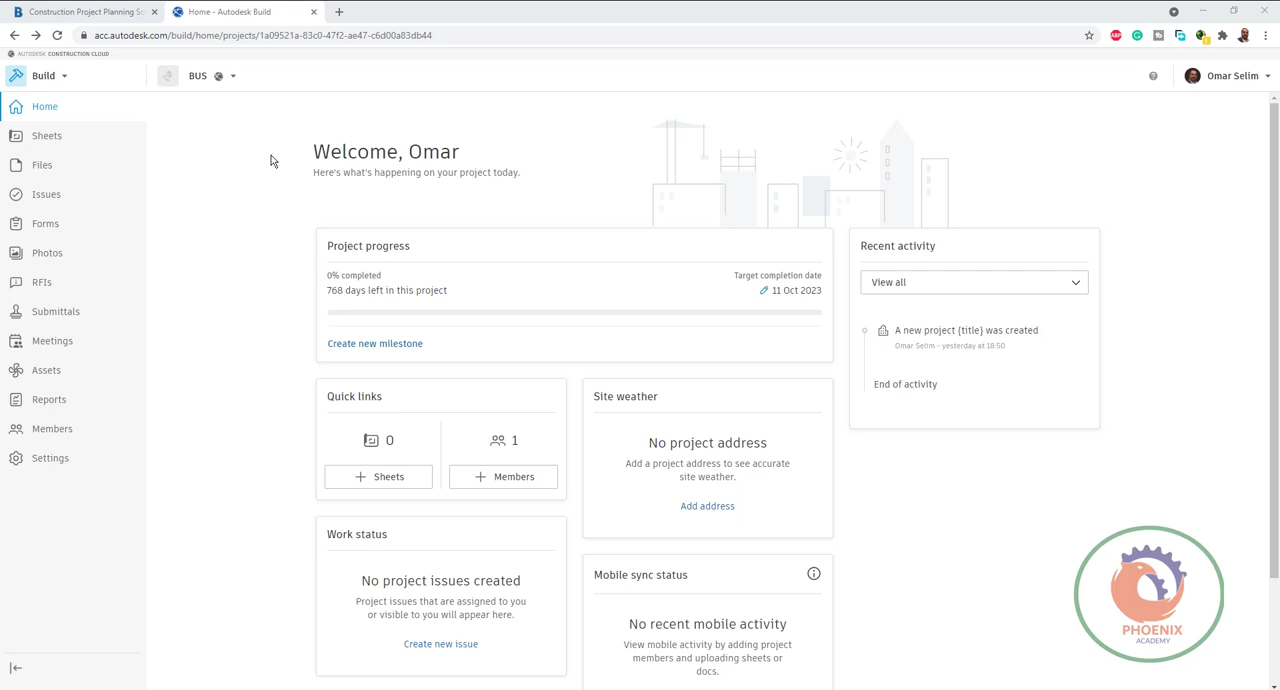 Construction Project Planning S
Home - Autodesk Build
acc.autodesk.com/build/home/projects/1a09521a-83c0-47f2-ae47-c6d00a83db44
AUTODESK CONSTRUCTION CLOUD
Build
BUS
Omar Selim
Home
Sheets
Files
Issues
Forms
Photos
RFIs
Submittals
Meetings
Assets
Reports
Members
Settings
Welcome, Omar
Here's what's happening on your project today.
Project progress
0% completed
Target completion date
768 days left in this project
11 Oct 2023
Create new milestone
Recent activity
View all
A new project {title} was created
Omar Selim - yesterday at 18:50
End of activity
Quick links
0
1
Sheets
Members
Site weather
No project address
Add a project address to see accurate
site weather.
Add address
Work status
No project issues created
Project issues that are assigned to you
or visible to you will appear here.
Create new issue
Mobile sync status
No recent mobile activity
View mobile activity by adding project
members and uploading sheets or
docs.
PHOENIX
ACADEMY